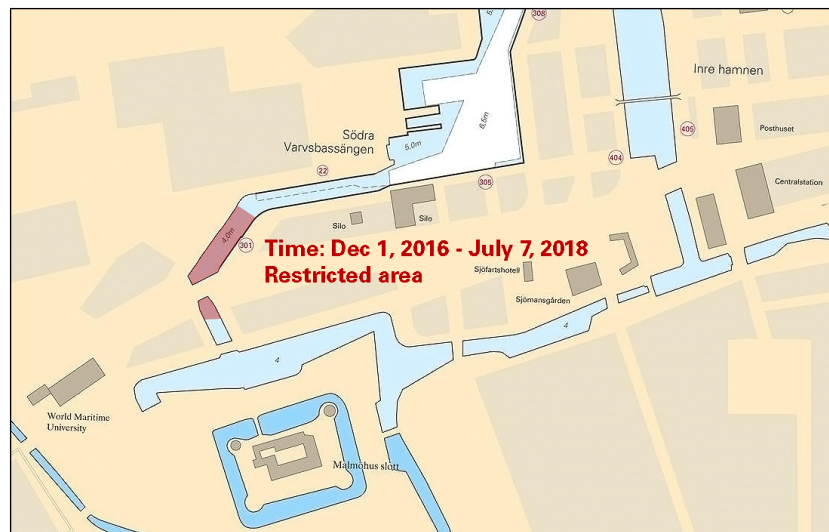 308
Inre hamnen
6,5m
405
Posthuset
Södra
Varvsbassängen
5,0m
404
22
305
Centralstation
Silo
Silo
4,0m
301
Time: Dec 1, 2016 - July 7, 2018
Restricted area
Sjöfartshotell
Sjömansgården
4
4
World Maritime
University
Malmöhus slott